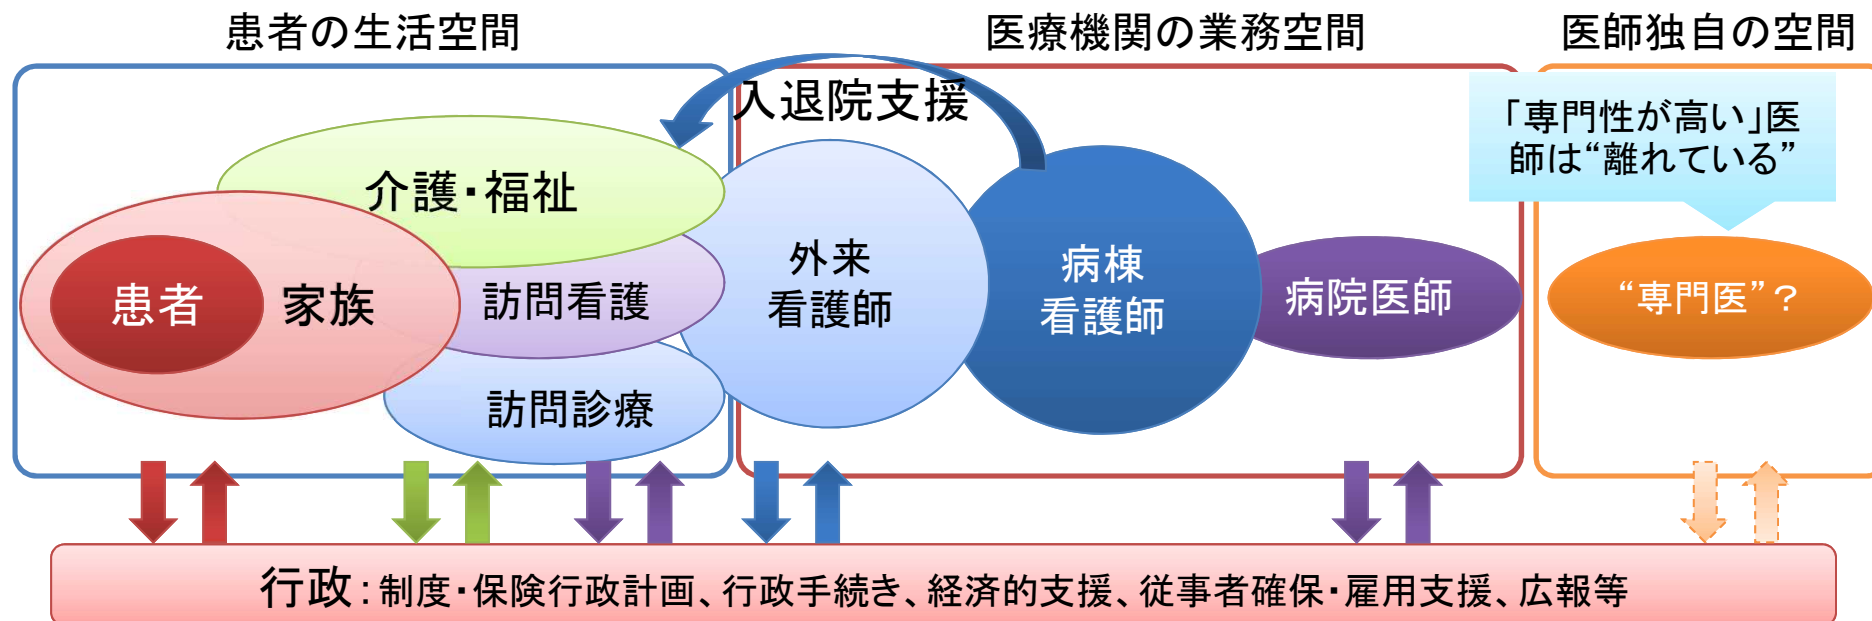 患者の生活空間
医療機関の業務空間
医師独自の空間
入退院支援
「専門性が高い」医
師は“離れている”
介護・福祉
患者
家族
訪問看護
訪問診療
外来
看護師
病棟
看護師
病院医師
“専門医”？
行政：制度・保険行政計画、行政手続き、経済的支援、従事者確保・雇用支援、広報等